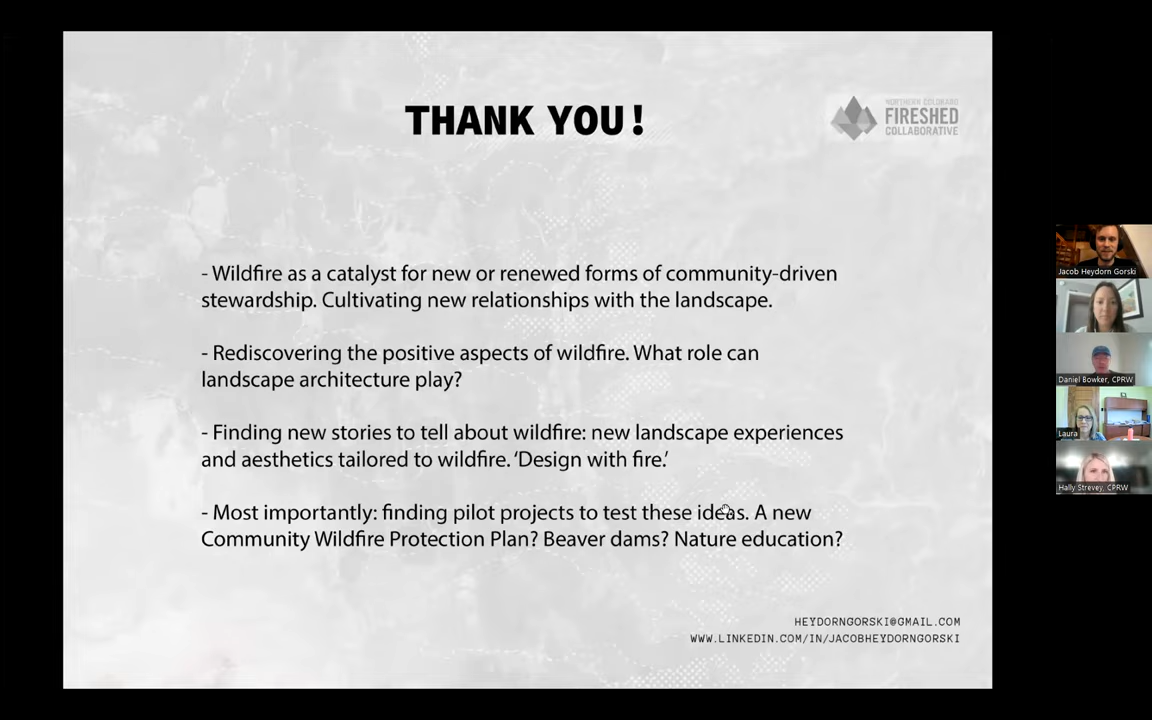 THANK YOU!
NORTHERN COLORADO
FIRESHED
COLLABORATIVE
- Wildfire as a catalyst for new or renewed forms of community-driven
stewardship. Cultivating new relationships with the landscape.
- Rediscovering the positive aspects of wildfire. What role can
landscape architecture play?
- Finding new stories to tell about wildfire: new landscape experiences
and aesthetics tailored to wildfire. ‘Design with fire.’
- Most importantly: finding pilot projects to test these ideas. A new
Community Wildfire Protection Plan? Beaver dams? Nature education?
HEYDORNGORSKI@GMAIL.COM
WWW.LINKEDIN.COM/IN/JACOBHEYDORNGORSKI
Jacob Heydorn Gorski
Daniel Bowker, CPRW
Laura
Hally Strevey, CPRW